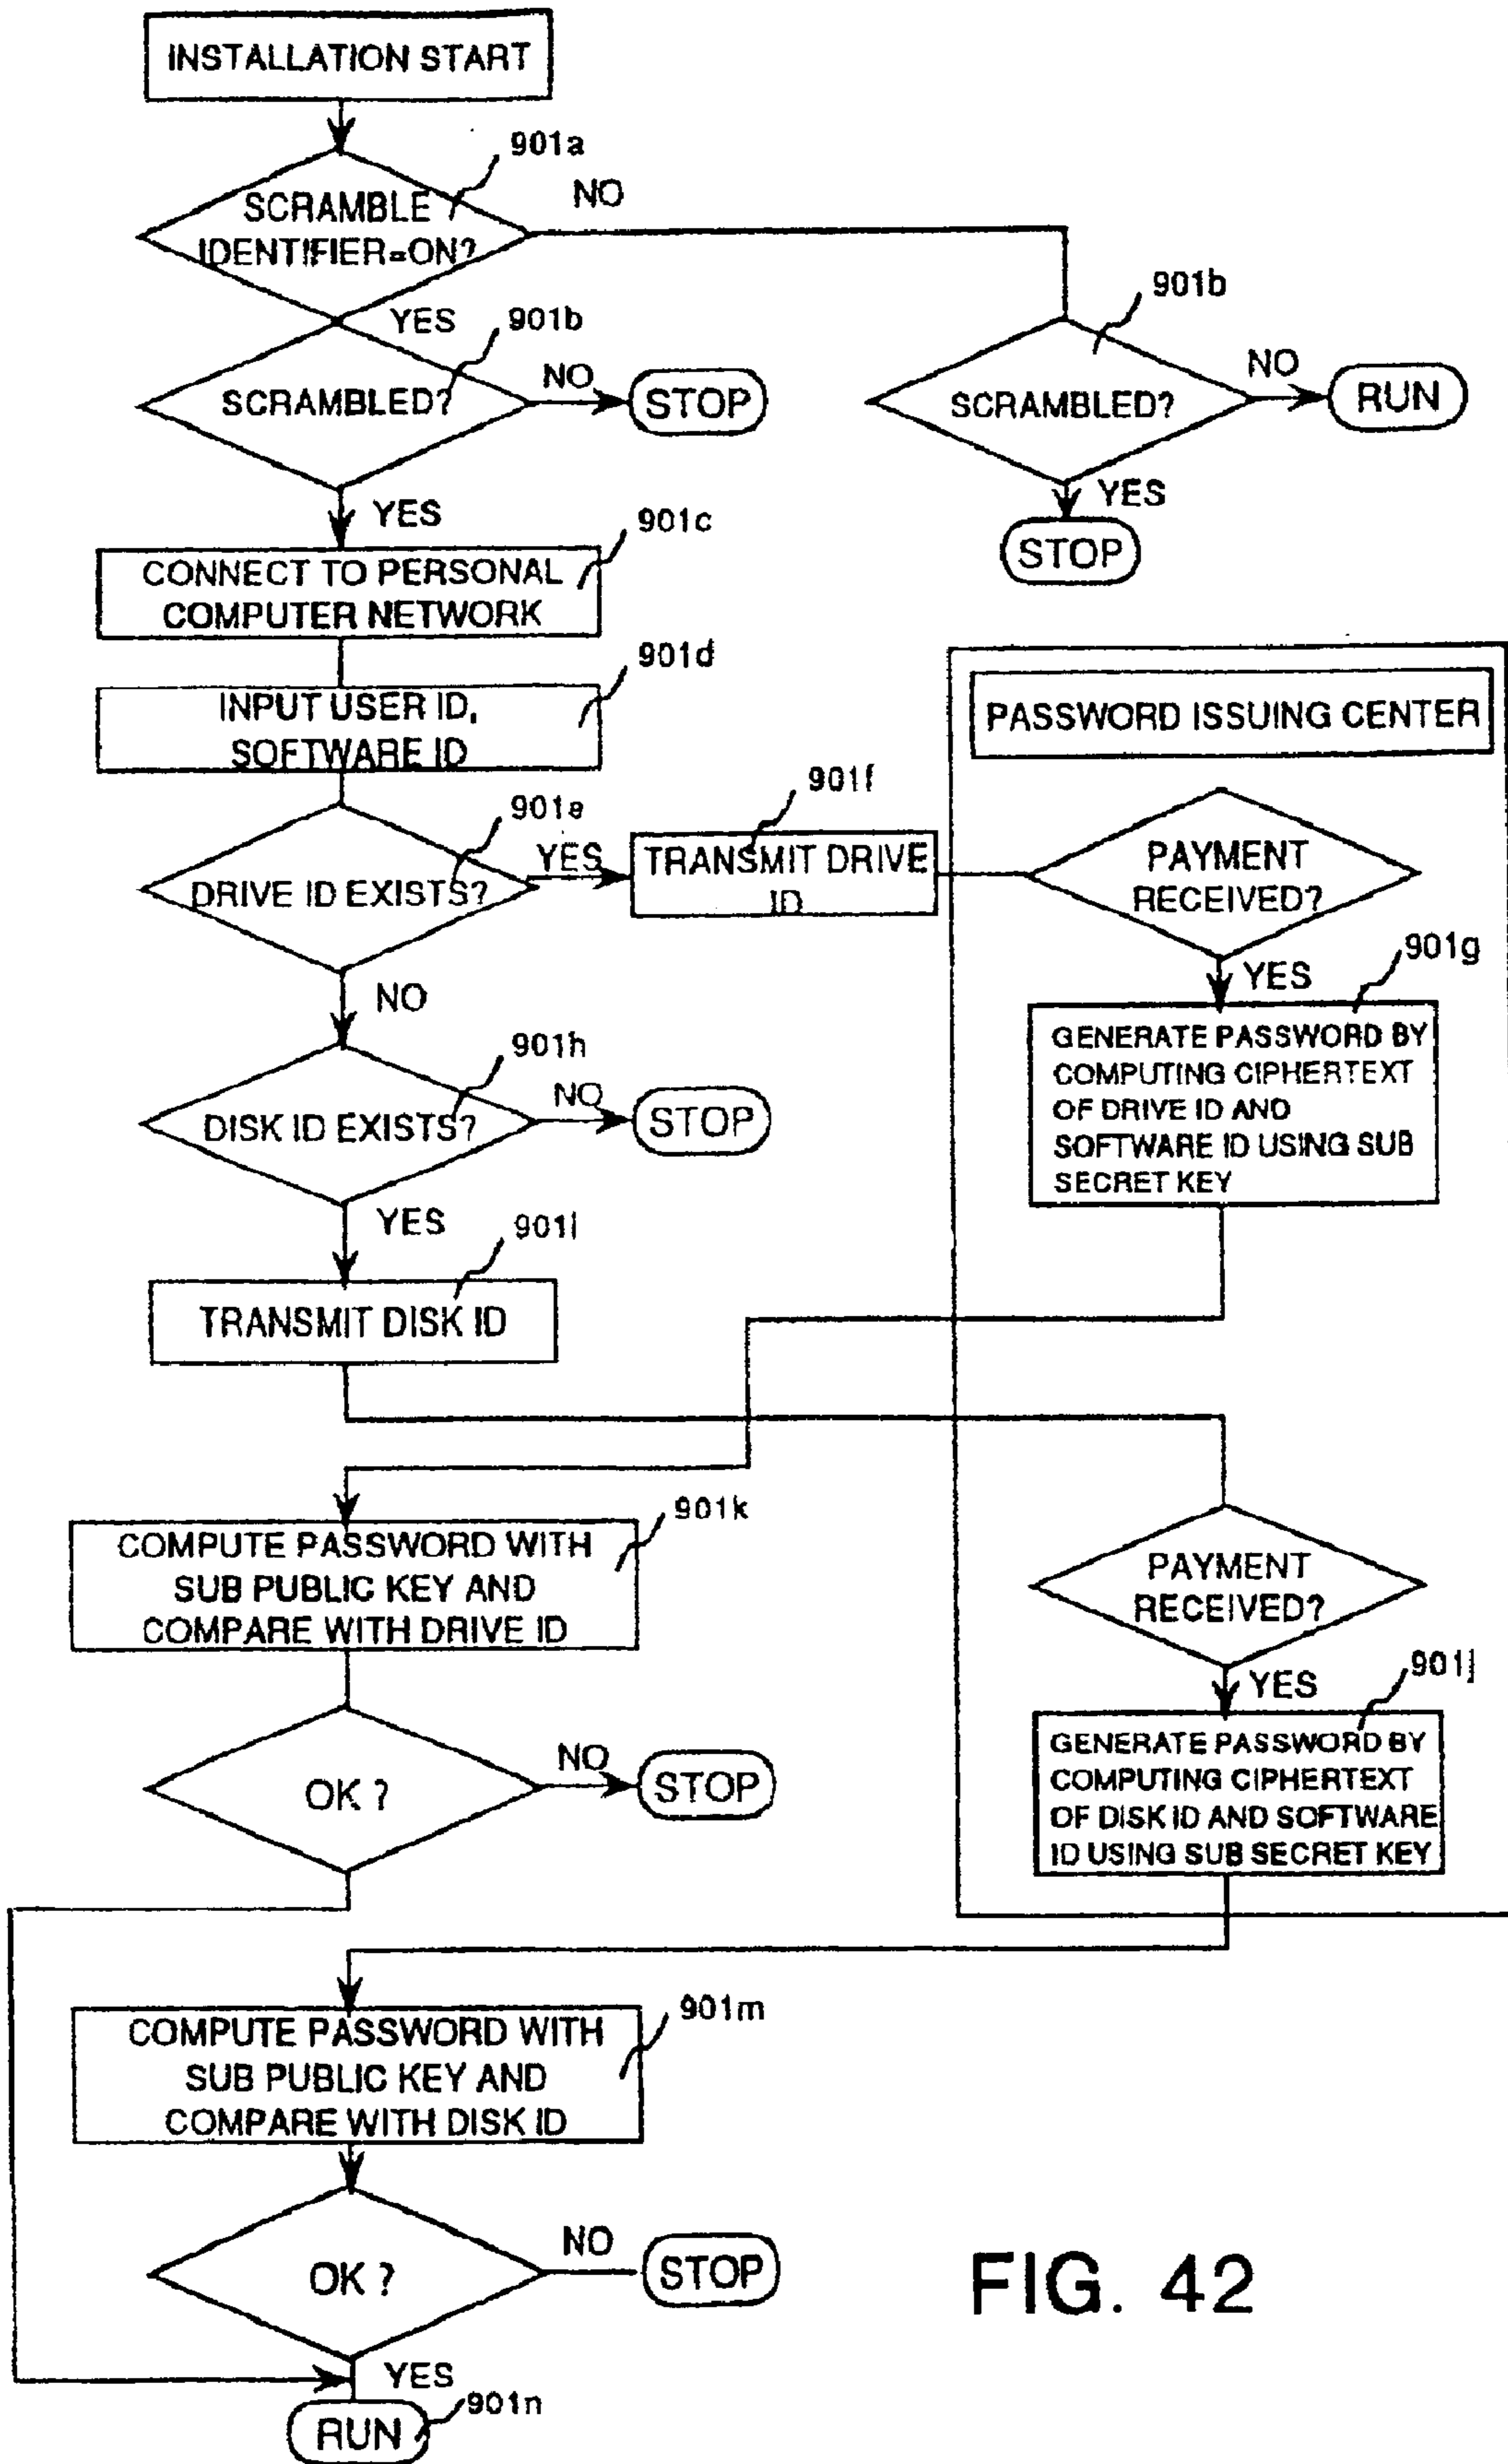 INSTALLATION START
901a
SCRAMBLE
IDENTIFIER=ON?
NO
YES
901b
SCRAMBLED?
NO
STOP
901b
SCRAMBLED?
NO
RUN
YES
STOP
YES
901c
CONNECT TO PERSONAL
COMPUTER NETWORK
901d
INPUT USER ID,
SOFTWARE ID
PASSWORD ISSUING CENTER
901e
DRIVE ID EXISTS?
YES
901f
TRANSMIT DRIVE
ID
PAYMENT
RECEIVED?
YES
901g
GENERATE PASSWORD BY
COMPUTING CIPHERTEXT
OF DRIVE ID AND
SOFTWARE ID USING SUB
SECRET KEY
NO
901h
DISK ID EXISTS?
NO
STOP
YES
901i
TRANSMIT DISK ID
901k
COMPUTE PASSWORD WITH
SUB PUBLIC KEY AND
COMPARE WITH DRIVE ID
PAYMENT
RECEIVED?
YES
901j
GENERATE PASSWORD BY
COMPUTING CIPHERTEXT
OF DISK ID AND SOFTWARE
ID USING SUB SECRET KEY
OK ?
NO
STOP
901m
COMPUTE PASSWORD WITH
SUB PUBLIC KEY AND
COMPARE WITH DISK ID
OK ?
NO
STOP
YES
RUN
901n
FIG. 42